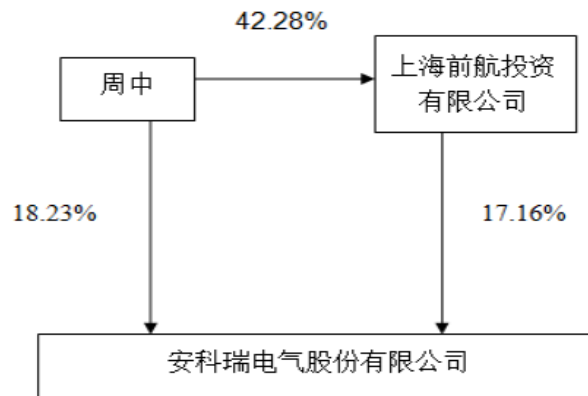 42.28%
周中
上海前航投资
有限公司
18.23%
17.16%
安科瑞电气股份有限公司